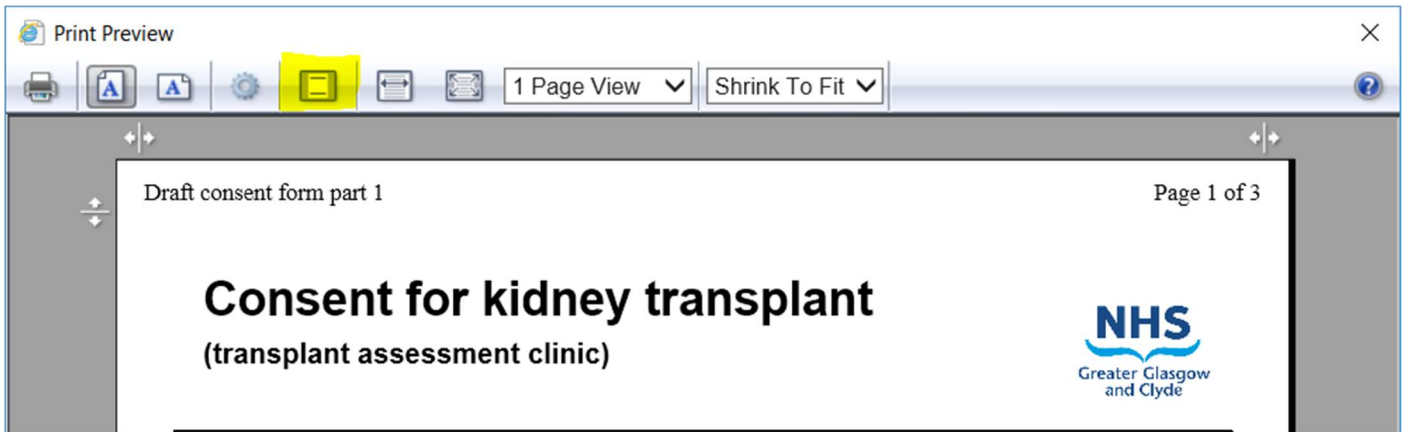 Print Preview
A A 1 Page View Shrink To Fit ?
Draft consent form part 1 Page 1 of 3
Consent for kidney transplant
(transplant assessment clinic)
NHS
Greater Glasgow
and Clyde